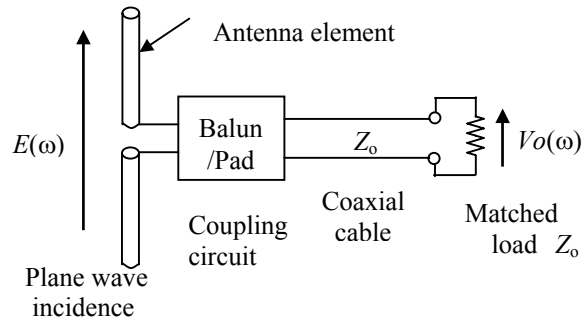 Antenna element
E(ω)
Balun
/Pad
Zo
Vo(ω)
Coupling
circuit
Coaxial
cable
Matched
load Zo
Plane wave
incidence